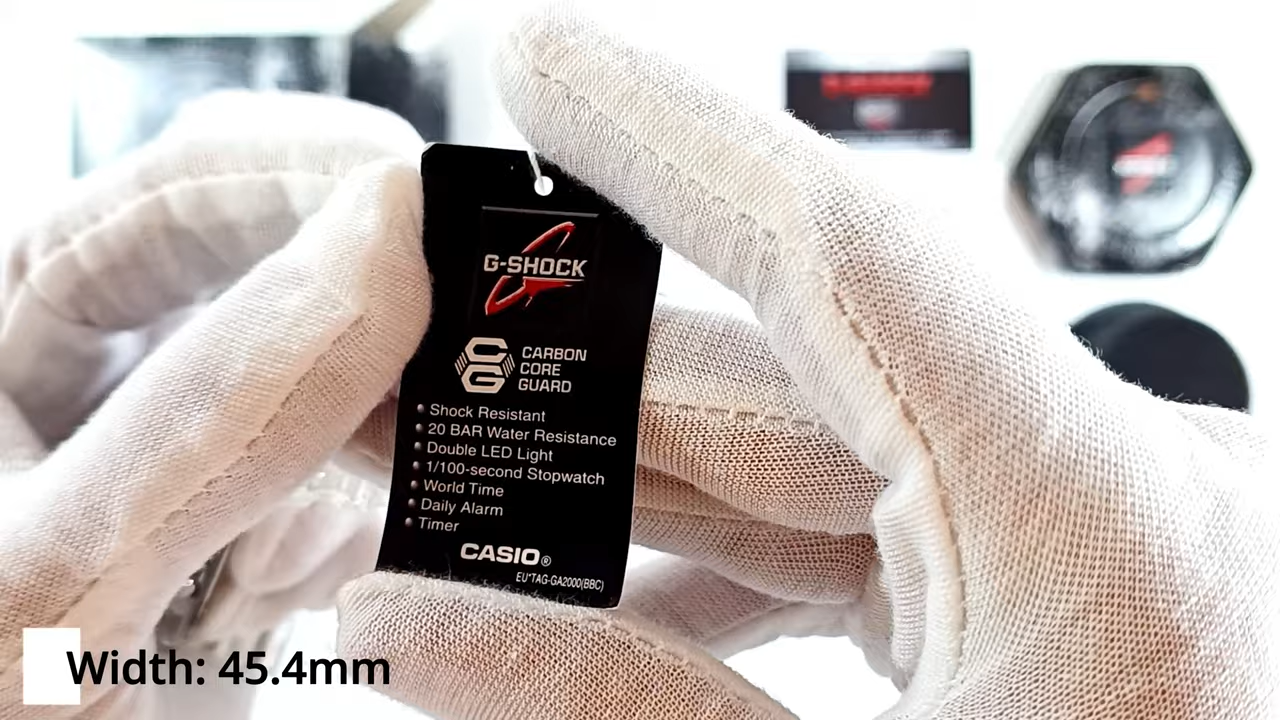 G-SHOCK
CG
CARBON
CORE
GUARD
Shock Resistant
20 BAR Water Resistance
Double LED Light
1/100-second Stopwatch
World Time
Daily Alarm
Timer
CASIO®
EU*TAG-GA2000(BBC)
Width: 45.4mm